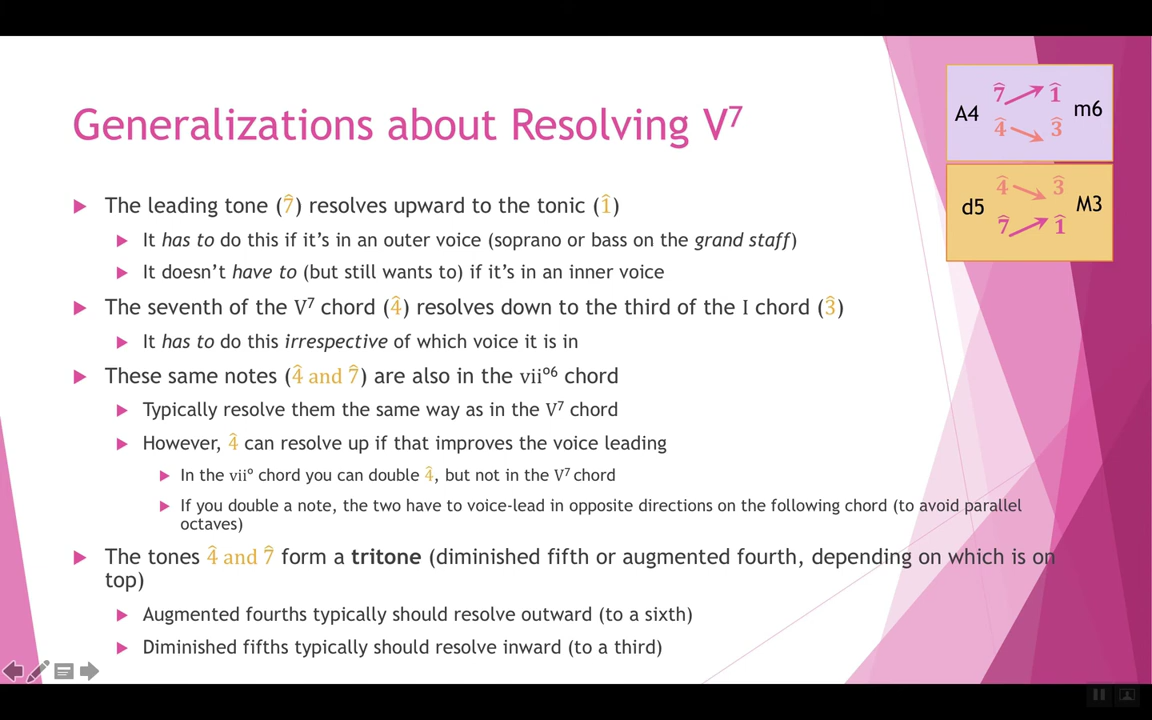 Generalizations about Resolving V⁷
A4
7̂
1̂
m6
4̂
3̂
d5
4̂
3̂
M3
7̂
1̂
The leading tone (7̂) resolves upward to the tonic (1̂)
It has to do this if it's in an outer voice (soprano or bass on the grand staff)
It doesn't have to (but still wants to) if it's in an inner voice
The seventh of the V⁷ chord (4̂) resolves down to the third of the I chord (3̂)
It has to do this irrespective of which voice it is in
These same notes (4̂ and 7̂) are also in the viiº⁶ chord
Typically resolve them the same way as in the V⁷ chord
However, 4̂ can resolve up if that improves the voice leading
In the viiº chord you can double 4̂, but not in the V⁷ chord
If you double a note, the two have to voice-lead in opposite directions on the following chord (to avoid parallel
octaves)
The tones 4̂ and 7̂ form a tritone (diminished fifth or augmented fourth, depending on which is on
top)
Augmented fourths typically should resolve outward (to a sixth)
Diminished fifths typically should resolve inward (to a third)